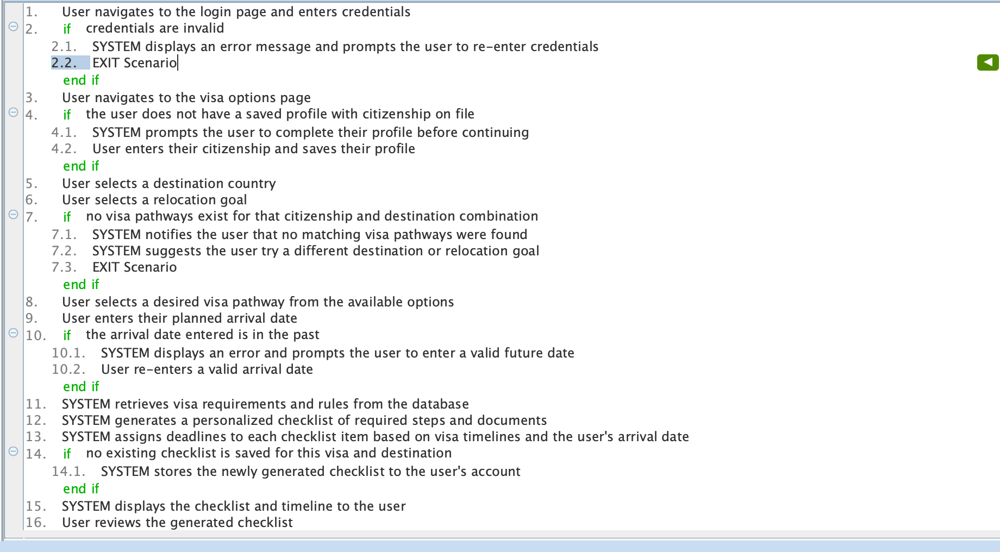 1. User navigates to the login page and enters credentials
2. if credentials are invalid
2.1. SYSTEM displays an error message and prompts the user to re-enter credentials
2.2. EXIT Scenario
end if
3. User navigates to the visa options page
4. if the user does not have a saved profile with citizenship on file
4.1. SYSTEM prompts the user to complete their profile before continuing
4.2. User enters their citizenship and saves their profile
end if
5. User selects a destination country
6. User selects a relocation goal
7. if no visa pathways exist for that citizenship and destination combination
7.1. SYSTEM notifies the user that no matching visa pathways were found
7.2. SYSTEM suggests the user try a different destination or relocation goal
7.3. EXIT Scenario
end if
8. User selects a desired visa pathway from the available options
9. User enters their planned arrival date
10. if the arrival date entered is in the past
10.1. SYSTEM displays an error and prompts the user to enter a valid future date
10.2. User re-enters a valid arrival date
end if
11. SYSTEM retrieves visa requirements and rules from the database
12. SYSTEM generates a personalized checklist of required steps and documents
13. SYSTEM assigns deadlines to each checklist item based on visa timelines and the user's arrival date
14. if no existing checklist is saved for this visa and destination
14.1. SYSTEM stores the newly generated checklist to the user's account
end if
15. SYSTEM displays the checklist and timeline to the user
16. User reviews the generated checklist